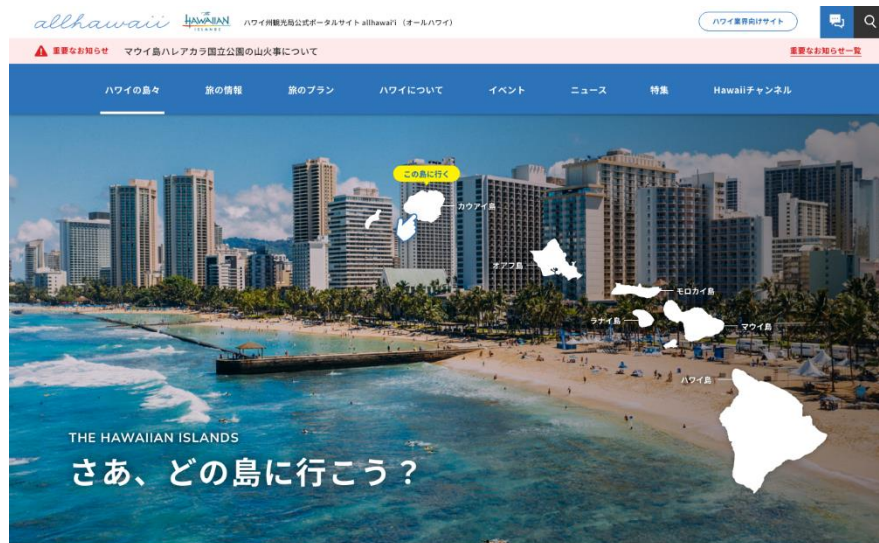 allhawaii
THE
HAWAIIAN
ISLANDS
ハワイ州観光局公式ポータルサイト allhawai'i （オールハワイ）
ハワイ業界向けサイト
重要なお知らせ マウイ島ハレアカラ国立公園の山火事について
重要なお知らせ一覧
ハワイの島々 旅の情報 旅のプラン ハワイについて イベント ニュース 特集 Hawaiiチャンネル
この島に行く
カウアイ島
オアフ島
モロカイ島
ラナイ島
マウイ島
ハワイ島
THE HAWAIIAN ISLANDS
さあ、どの島に行こう？